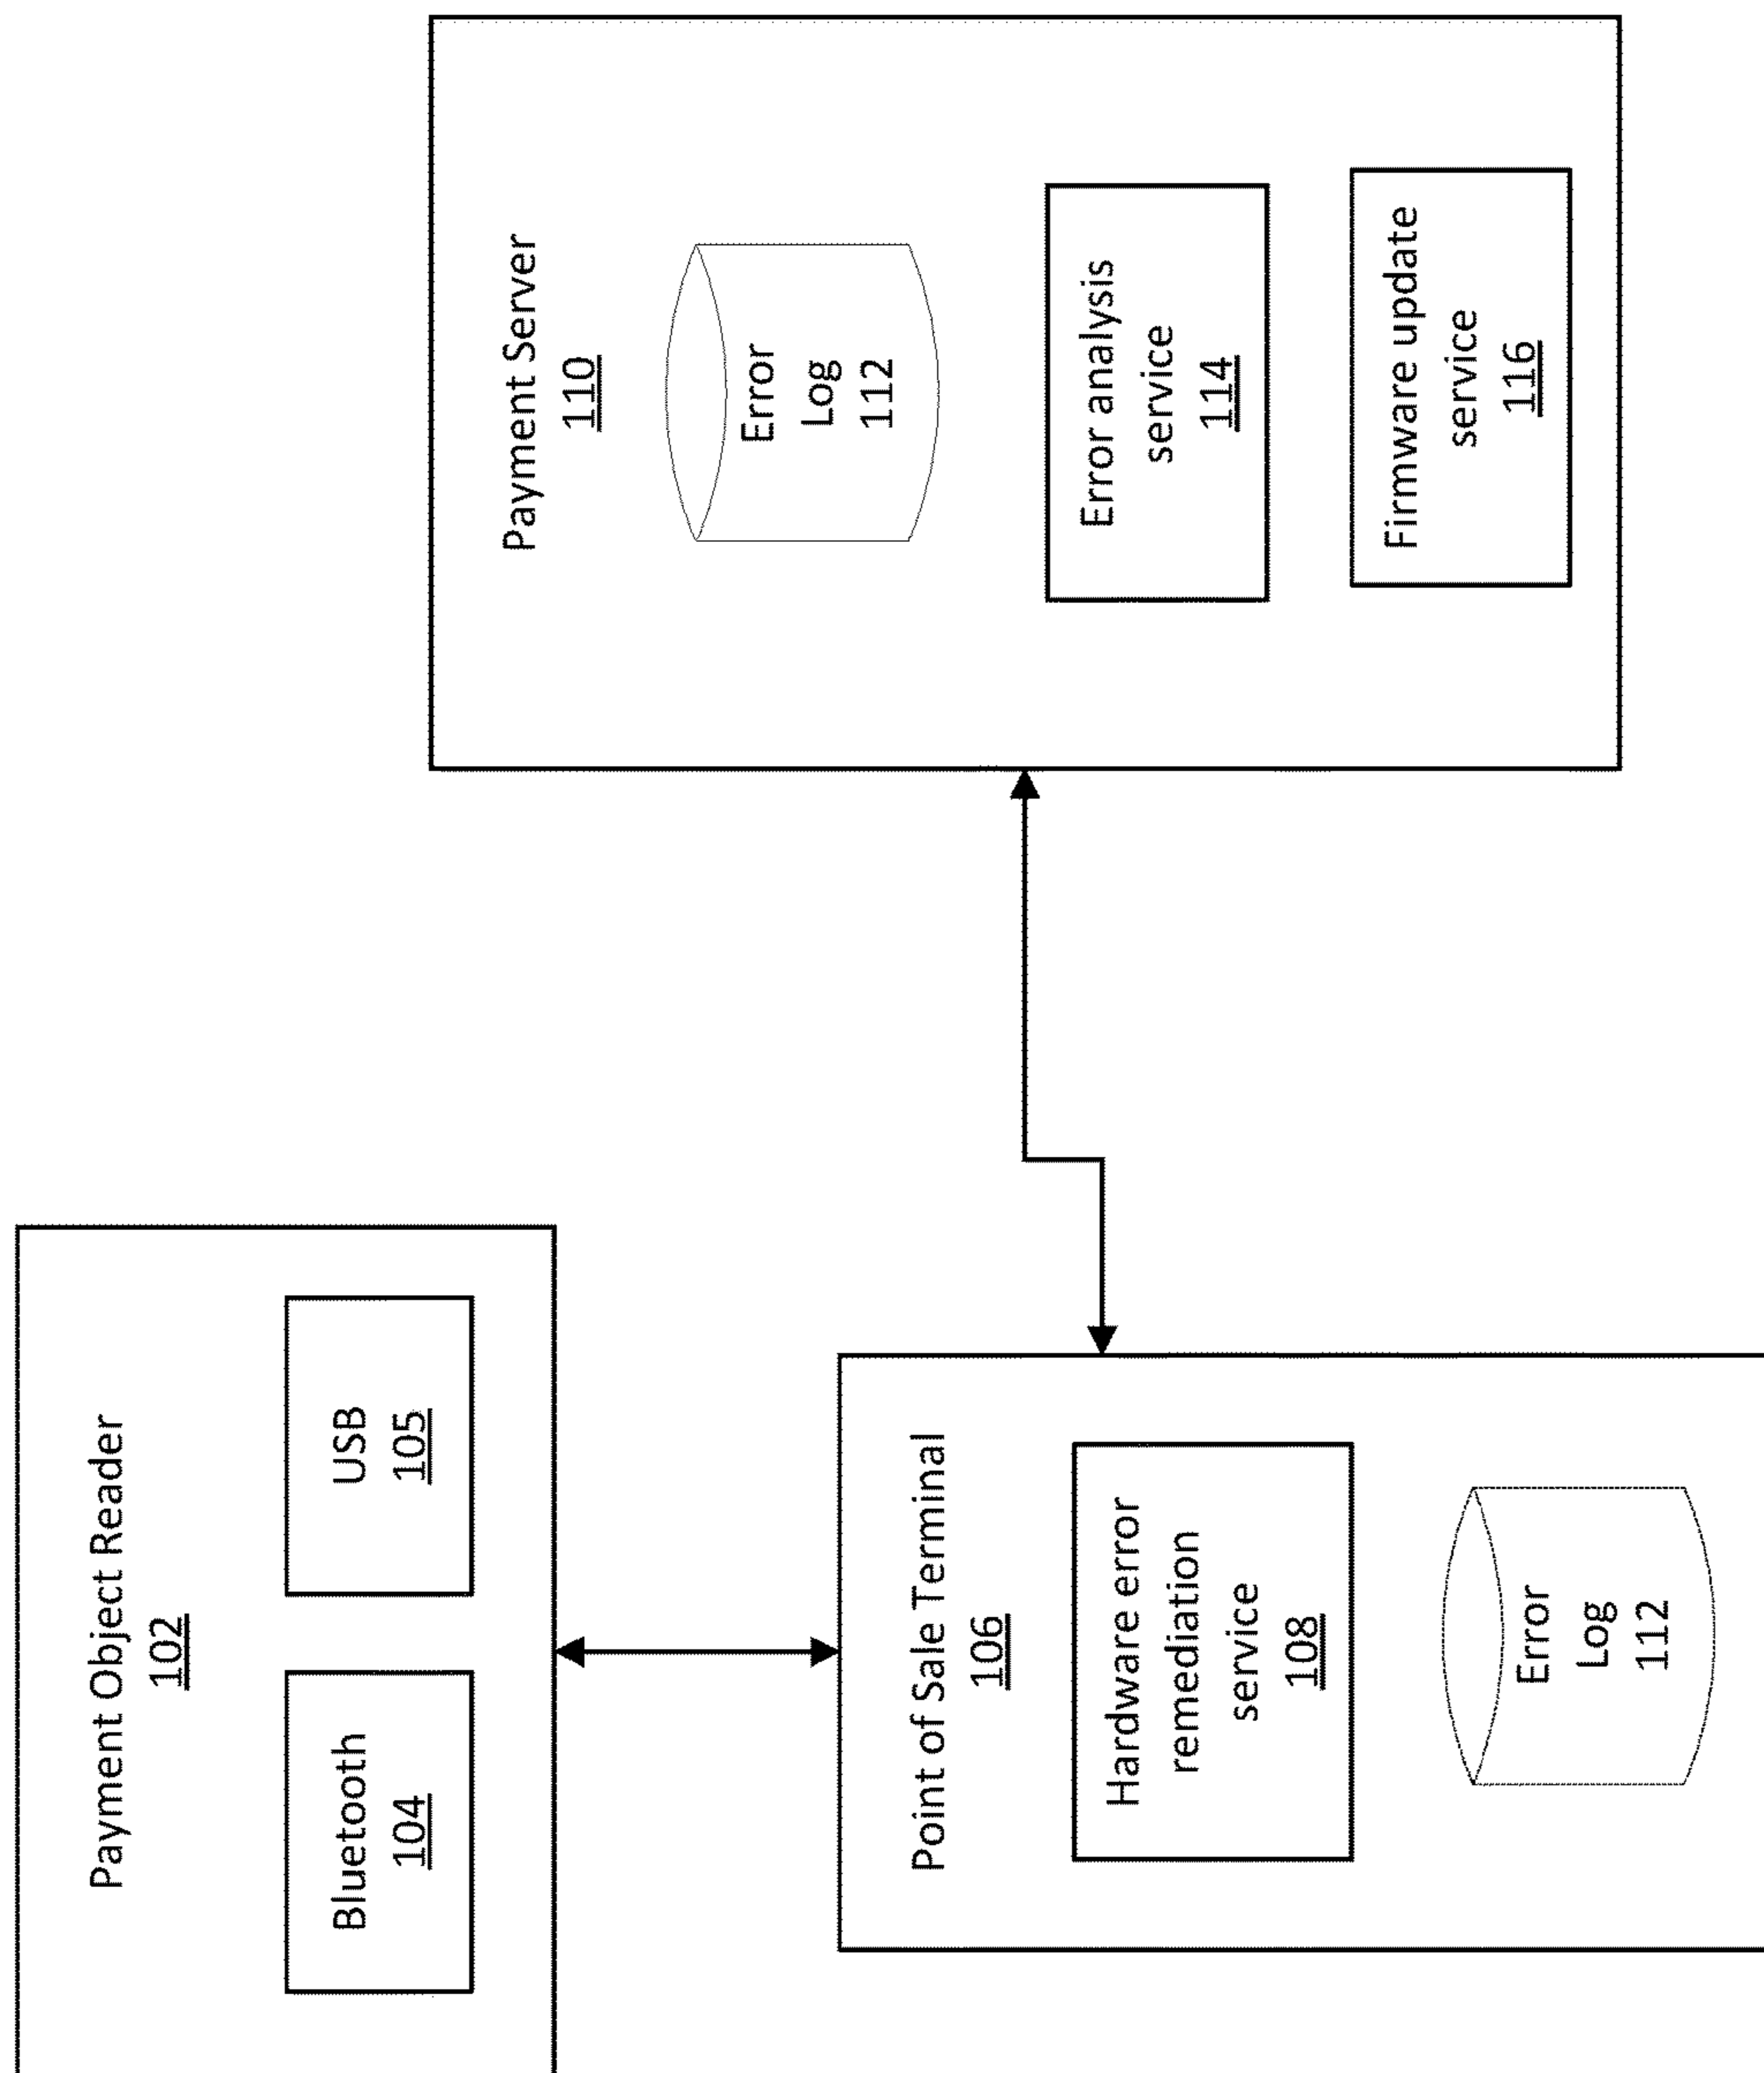 Payment Object Reader
102
Bluetooth
104
USB
105
Point of Sale Terminal
106
Hardware error
remediation
service
108
Error
Log
112
Payment Server
110
Error
Log
112
Error analysis
service
114
Firmware update
service
116